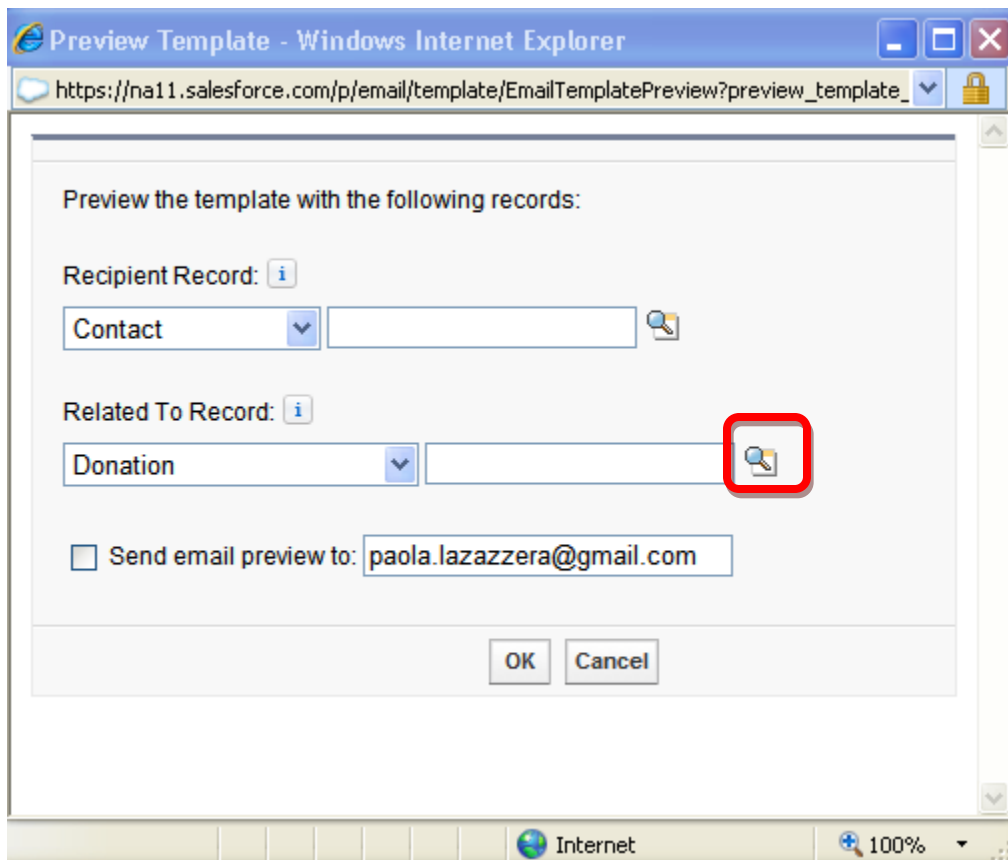 Preview Template - Windows Internet Explorer
https://na11.salesforce.com/p/email/template/EmailTemplatePreview?preview_template_
Preview the template with the following records:
Recipient Record: i
Contact
Related To Record: i
Donation
Send email preview to: paola.lazazzera@gmail.com
OK Cancel
Internet 100%